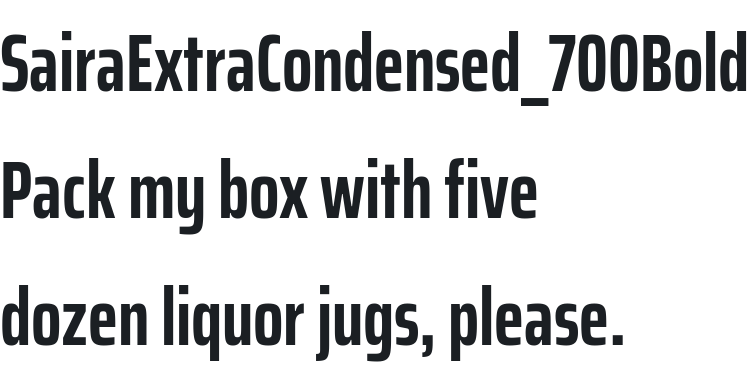 SairaExtraCondensed_700Bold
Pack my box with five
dozen liquor jugs, please.